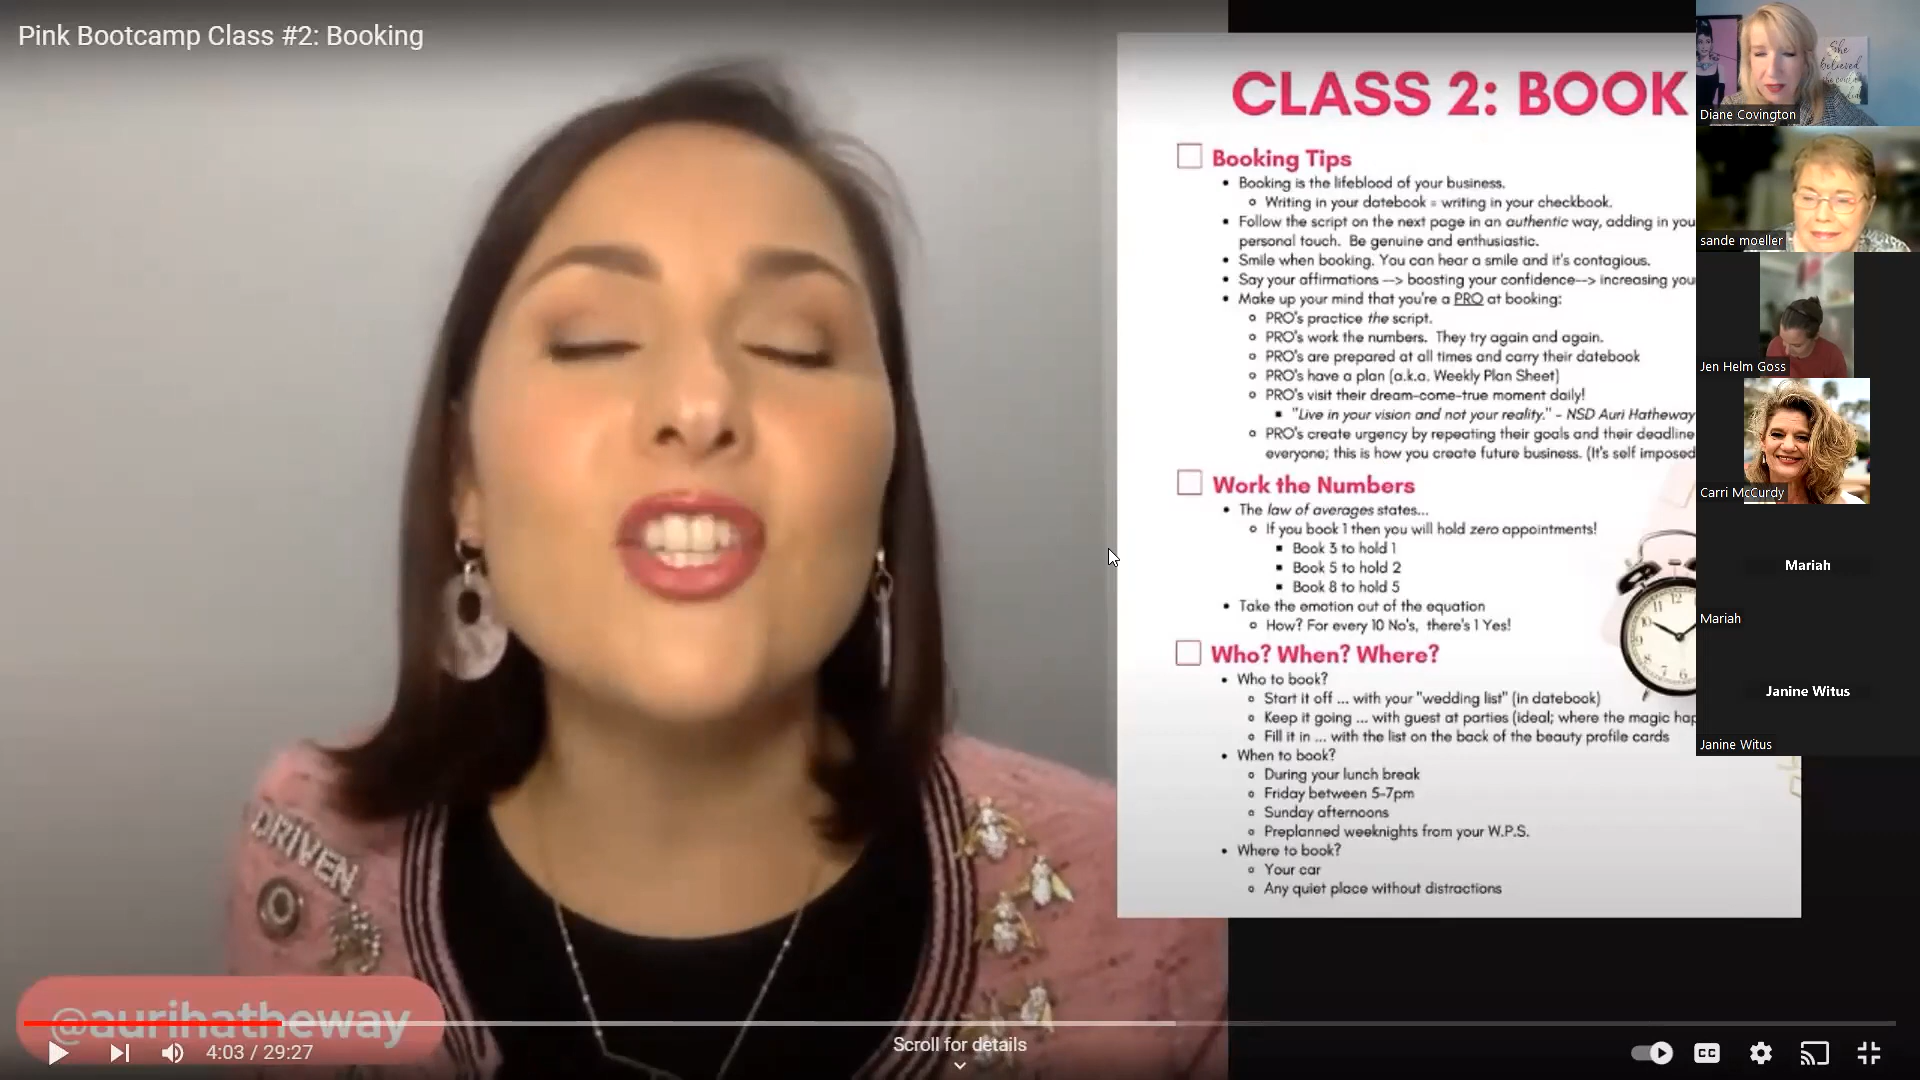 Pink Bootcamp Class #2: Booking
CLASS 2: BOOK
Booking Tips
• Booking is the lifeblood of your business.
Writing in your datebook = writing in your checkbook.
• Follow the script on the next page in an authentic way, adding in you
personal touch. Be genuine and enthusiastic.
• Smile when booking. You can hear a smile and it's contagious.
• Say your affirmations --> boosting your confidence--> increasing you
• Make up your mind that you're a PRO at booking:
PRO's practice the script.
PRO's work the numbers. They try again and again.
PRO's are prepared at all times and carry their datebook
PRO's have a plan (a.k.a. Weekly Plan Sheet)
PRO's visit their dream-come-true moment daily!
"Live in your vision and not your reality." - NSD Auri Hatheway
PRO's create urgency by repeating their goals and their deadline
everyone; this is how you create future business. (It's self imposed
Work the Numbers
• The law of averages states...
If you book 1 then you will hold zero appointments!
Book 3 to hold 1
Book 5 to hold 2
Book 8 to hold 5
• Take the emotion out of the equation
How? For every 10 No's, there's 1 Yes!
Who? When? Where?
• Who to book?
Start it off ... with your "wedding list" (in datebook)
Keep it going ... with guest at parties (ideal; where the magic hap
Fill it in ... with the list on the back of the beauty profile cards
• When to book?
During your lunch break
Friday between 5-7pm
Sunday afternoons
Preplanned weeknights from your W.P.S.
• Where to book?
Your car
Any quiet place without distractions
She
believed
she could
Diane Covington
sande moeller
Jen Helm Goss
Carri McCurdy
Mariah
Mariah
Janine Witus
Janine Witus
DRIVEN
@aurihatheway
4:03 / 29:27
Scroll for details
CC